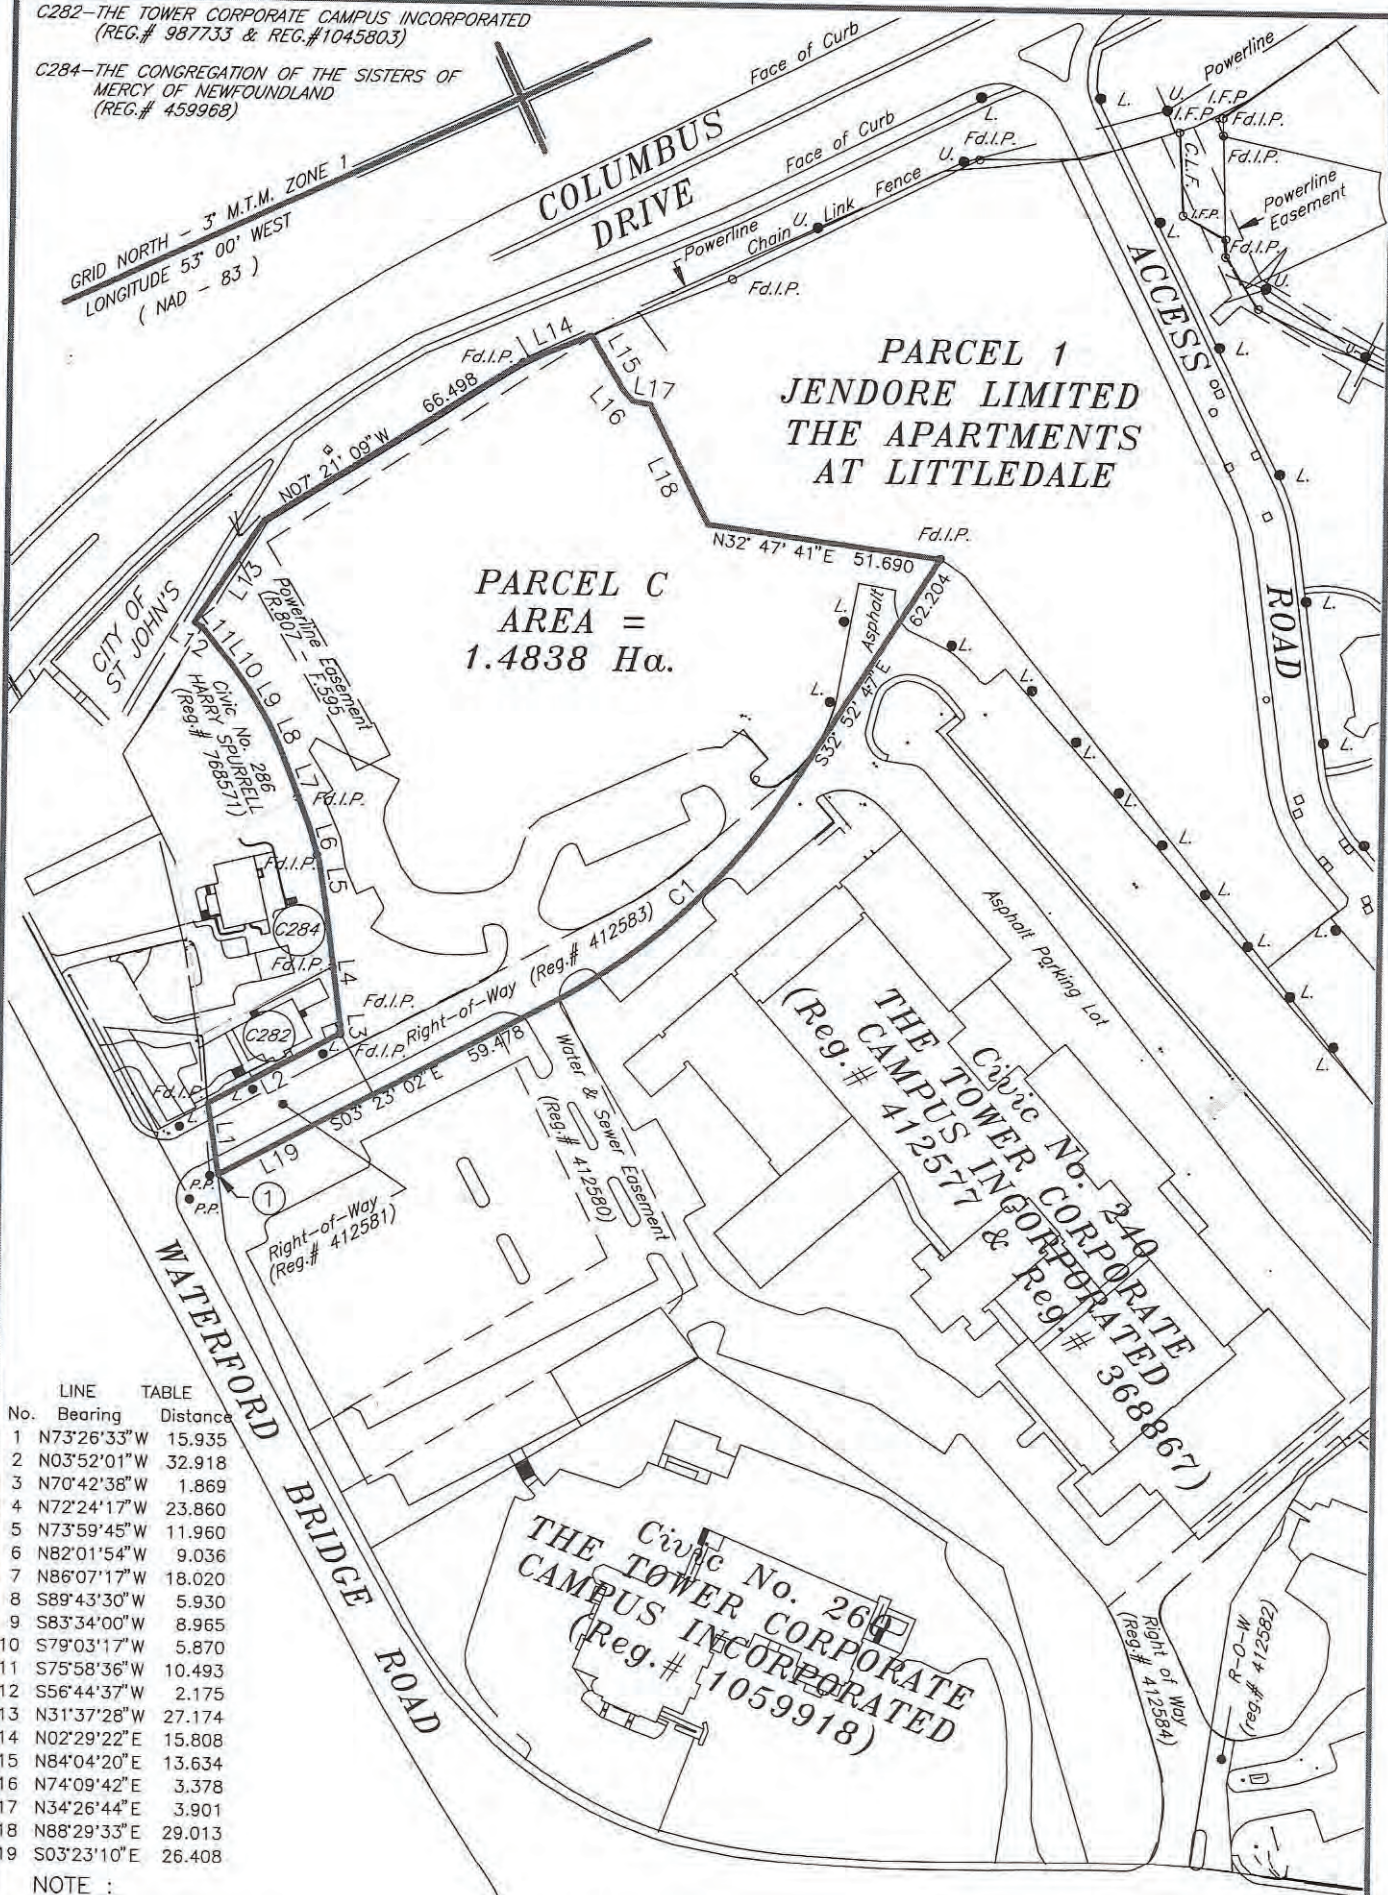 C282-THE TOWER CORPORATE CAMPUS INCORPORATED
(REG.# 987733 & REG.#1045803)
C284-THE CONGREGATION OF THE SISTERS OF
MERCY OF NEWFOUNDLAND
(REG.# 459968)
GRID NORTH - 3° M.T.M. ZONE 1
LONGITUDE 53° 00' WEST
( NAD - 83 )
COLUMBUS
DRIVE
Face of Curb
Face of Curb
Powerline
Chain Link Fence
U.
U.
Fd.I.P.
Fd.I.P.
L.
L.
U.
Powerline
I.F.P.
I.F.P.
Fd.I.P.
Fd.I.P.
C.L.F.
I.F.P.
Powerline
Easement
Fd.I.P.
U.
U.
L.
L.
L.
L.
L.
L.
ACCESS
ROAD
PARCEL 1
JENDORE LIMITED
THE APARTMENTS
AT LITTLEDALE
Fd.I.P.
L14
L15
L16
L17
L18
66.498
N07° 21' 09"W
N32° 47' 41"E 51.690
Fd.I.P.
62.204
S32° 52' 47"E
Asphalt
L.
L.
L.
L.
L.
L.
L.
L.
L.
L.
L.
L.
PARCEL C
AREA =
1.4838 Ha.
CITY OF
ST JOHN'S
L13
L12
L11
L10
L9
L8
L7
L6
L5
L4
L3
Powerline Easement
(R.807 - F.595
Civic No. 286
HARRY SPURRELL
(Reg.# 768571)
Fd.I.P.
Fd.I.P.
C284
Fd.I.P.
Fd.I.P.
C282
Fd.I.P.
Fd.I.P.
L.
L.
L.
L2
L1
L19
1
P.P.
P.P.
C1
Right-of-Way (Reg.# 412583)
S03° 23' 02"E 59.478
Water & Sewer Easement
(Reg.# 412580)
Right-of-Way
(Reg.# 412581)
Asphalt Parking Lot
Civic No. 240
THE TOWER CORPORATE
CAMPUS INCORPORATED
(Reg.# 412577 & Reg.# 368867)
WATERFORD BRIDGE ROAD
Civic No. 260
THE TOWER CORPORATE
CAMPUS INCORPORATED
(Reg.# 1059918)
Right of Way
(Reg.# 412584)
R-O-W
(reg.# 412582)
LINE TABLE
No. Bearing Distance
1 N73°26'33"W 15.935
2 N03°52'01"W 32.918
3 N70°42'38"W 1.869
4 N72°24'17"W 23.860
5 N73°59'45"W 11.960
6 N82°01'54"W 9.036
7 N86°07'17"W 18.020
8 S89°43'30"W 5.930
9 S83°34'00"W 8.965
10 S79°03'17"W 5.870
11 S75°58'36"W 10.493
12 S56°44'37"W 2.175
13 N31°37'28"W 27.174
14 N02°29'22"E 15.808
15 N84°04'20"E 13.634
16 N74°09'42"E 3.378
17 N34°26'44"E 3.901
18 N88°29'33"E 29.013
19 S03°23'10"E 26.408
NOTE :